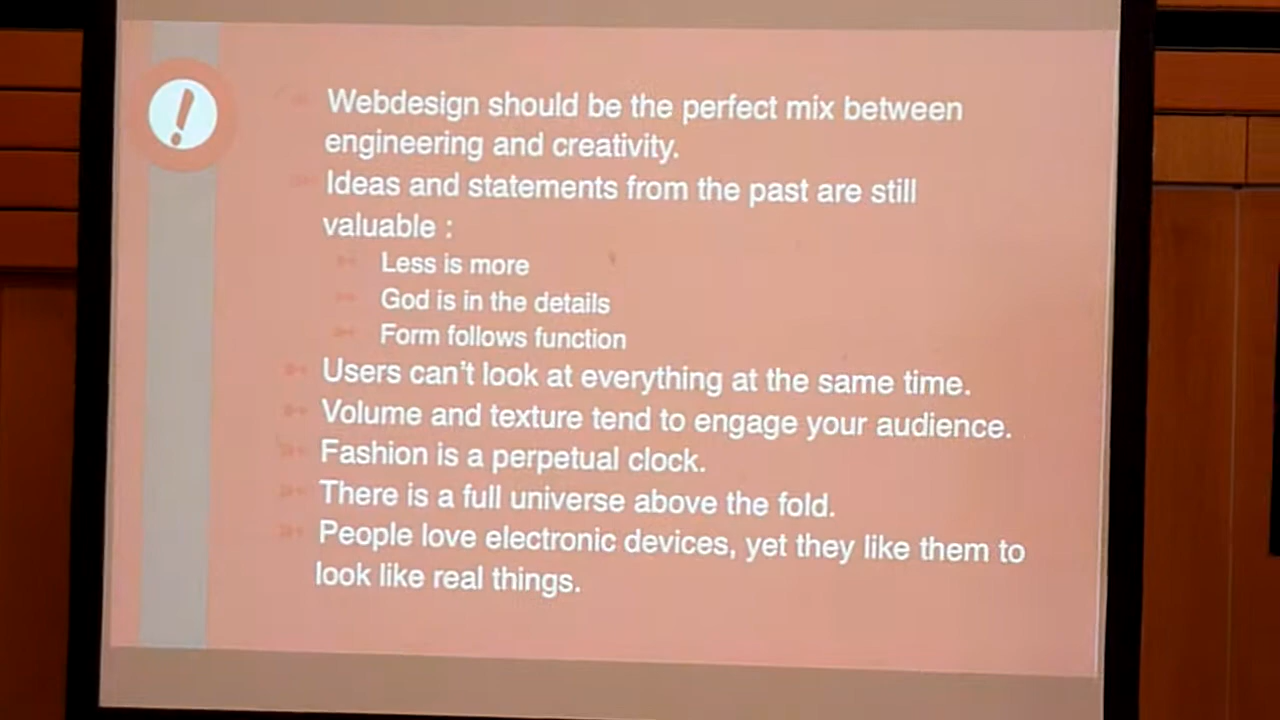 Webdesign should be the perfect mix between
engineering and creativity.
Ideas and statements from the past are still
valuable :
Less is more
God is in the details
Form follows function
Users can't look at everything at the same time.
Volume and texture tend to engage your audience.
Fashion is a perpetual clock.
There is a full universe above the fold.
People love electronic devices, yet they like them to
look like real things.